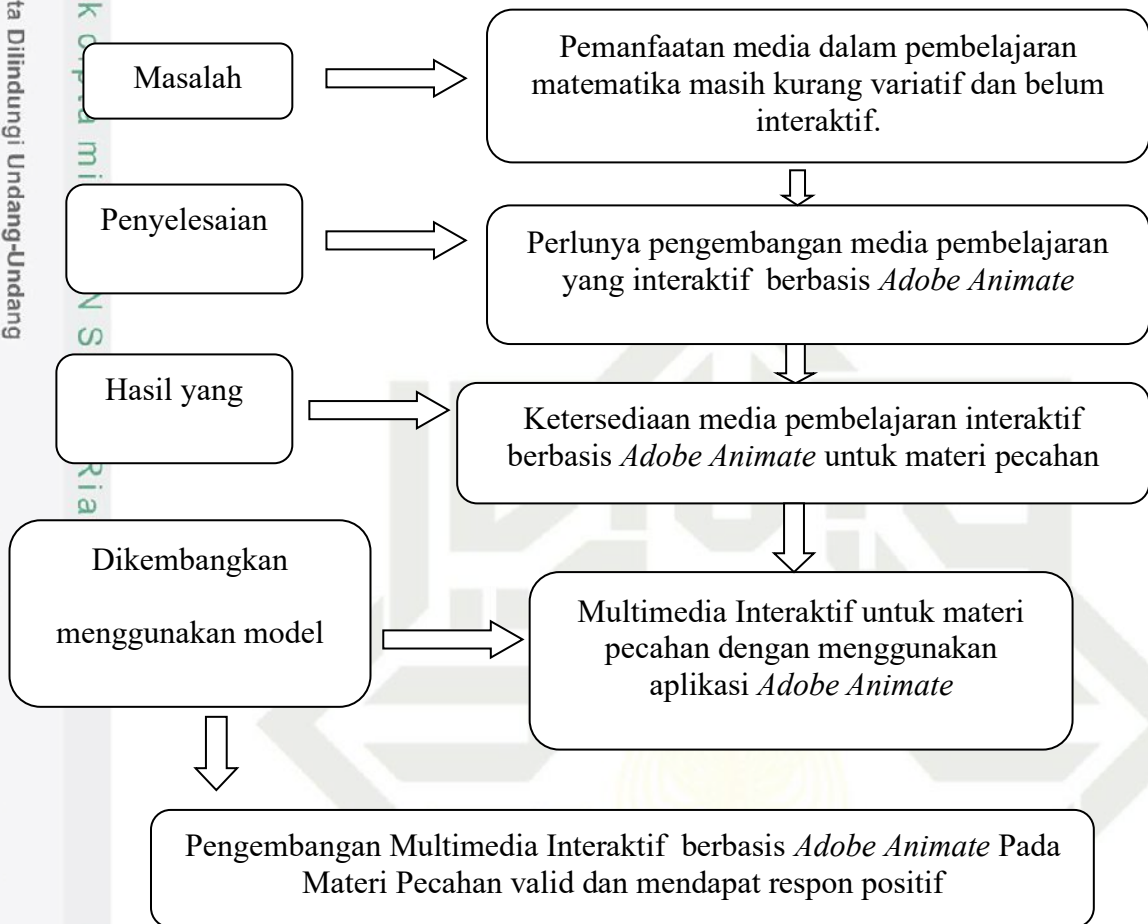 ta Dilindungi Undang-Undang
Masalah
Pemanfaatan media dalam pembelajaran
matematika masih kurang variatif dan belum
interaktif.
Penyelesaian
Perlunya pengembangan media pembelajaran
yang interaktif berbasis Adobe Animate
Hasil yang
Ketersediaan media pembelajaran interaktif
berbasis Adobe Animate untuk materi pecahan
Dikembangkan
menggunakan model
Multimedia Interaktif untuk materi
pecahan dengan menggunakan
aplikasi Adobe Animate
Pengembangan Multimedia Interaktif berbasis Adobe Animate Pada
Materi Pecahan valid dan mendapat respon positif